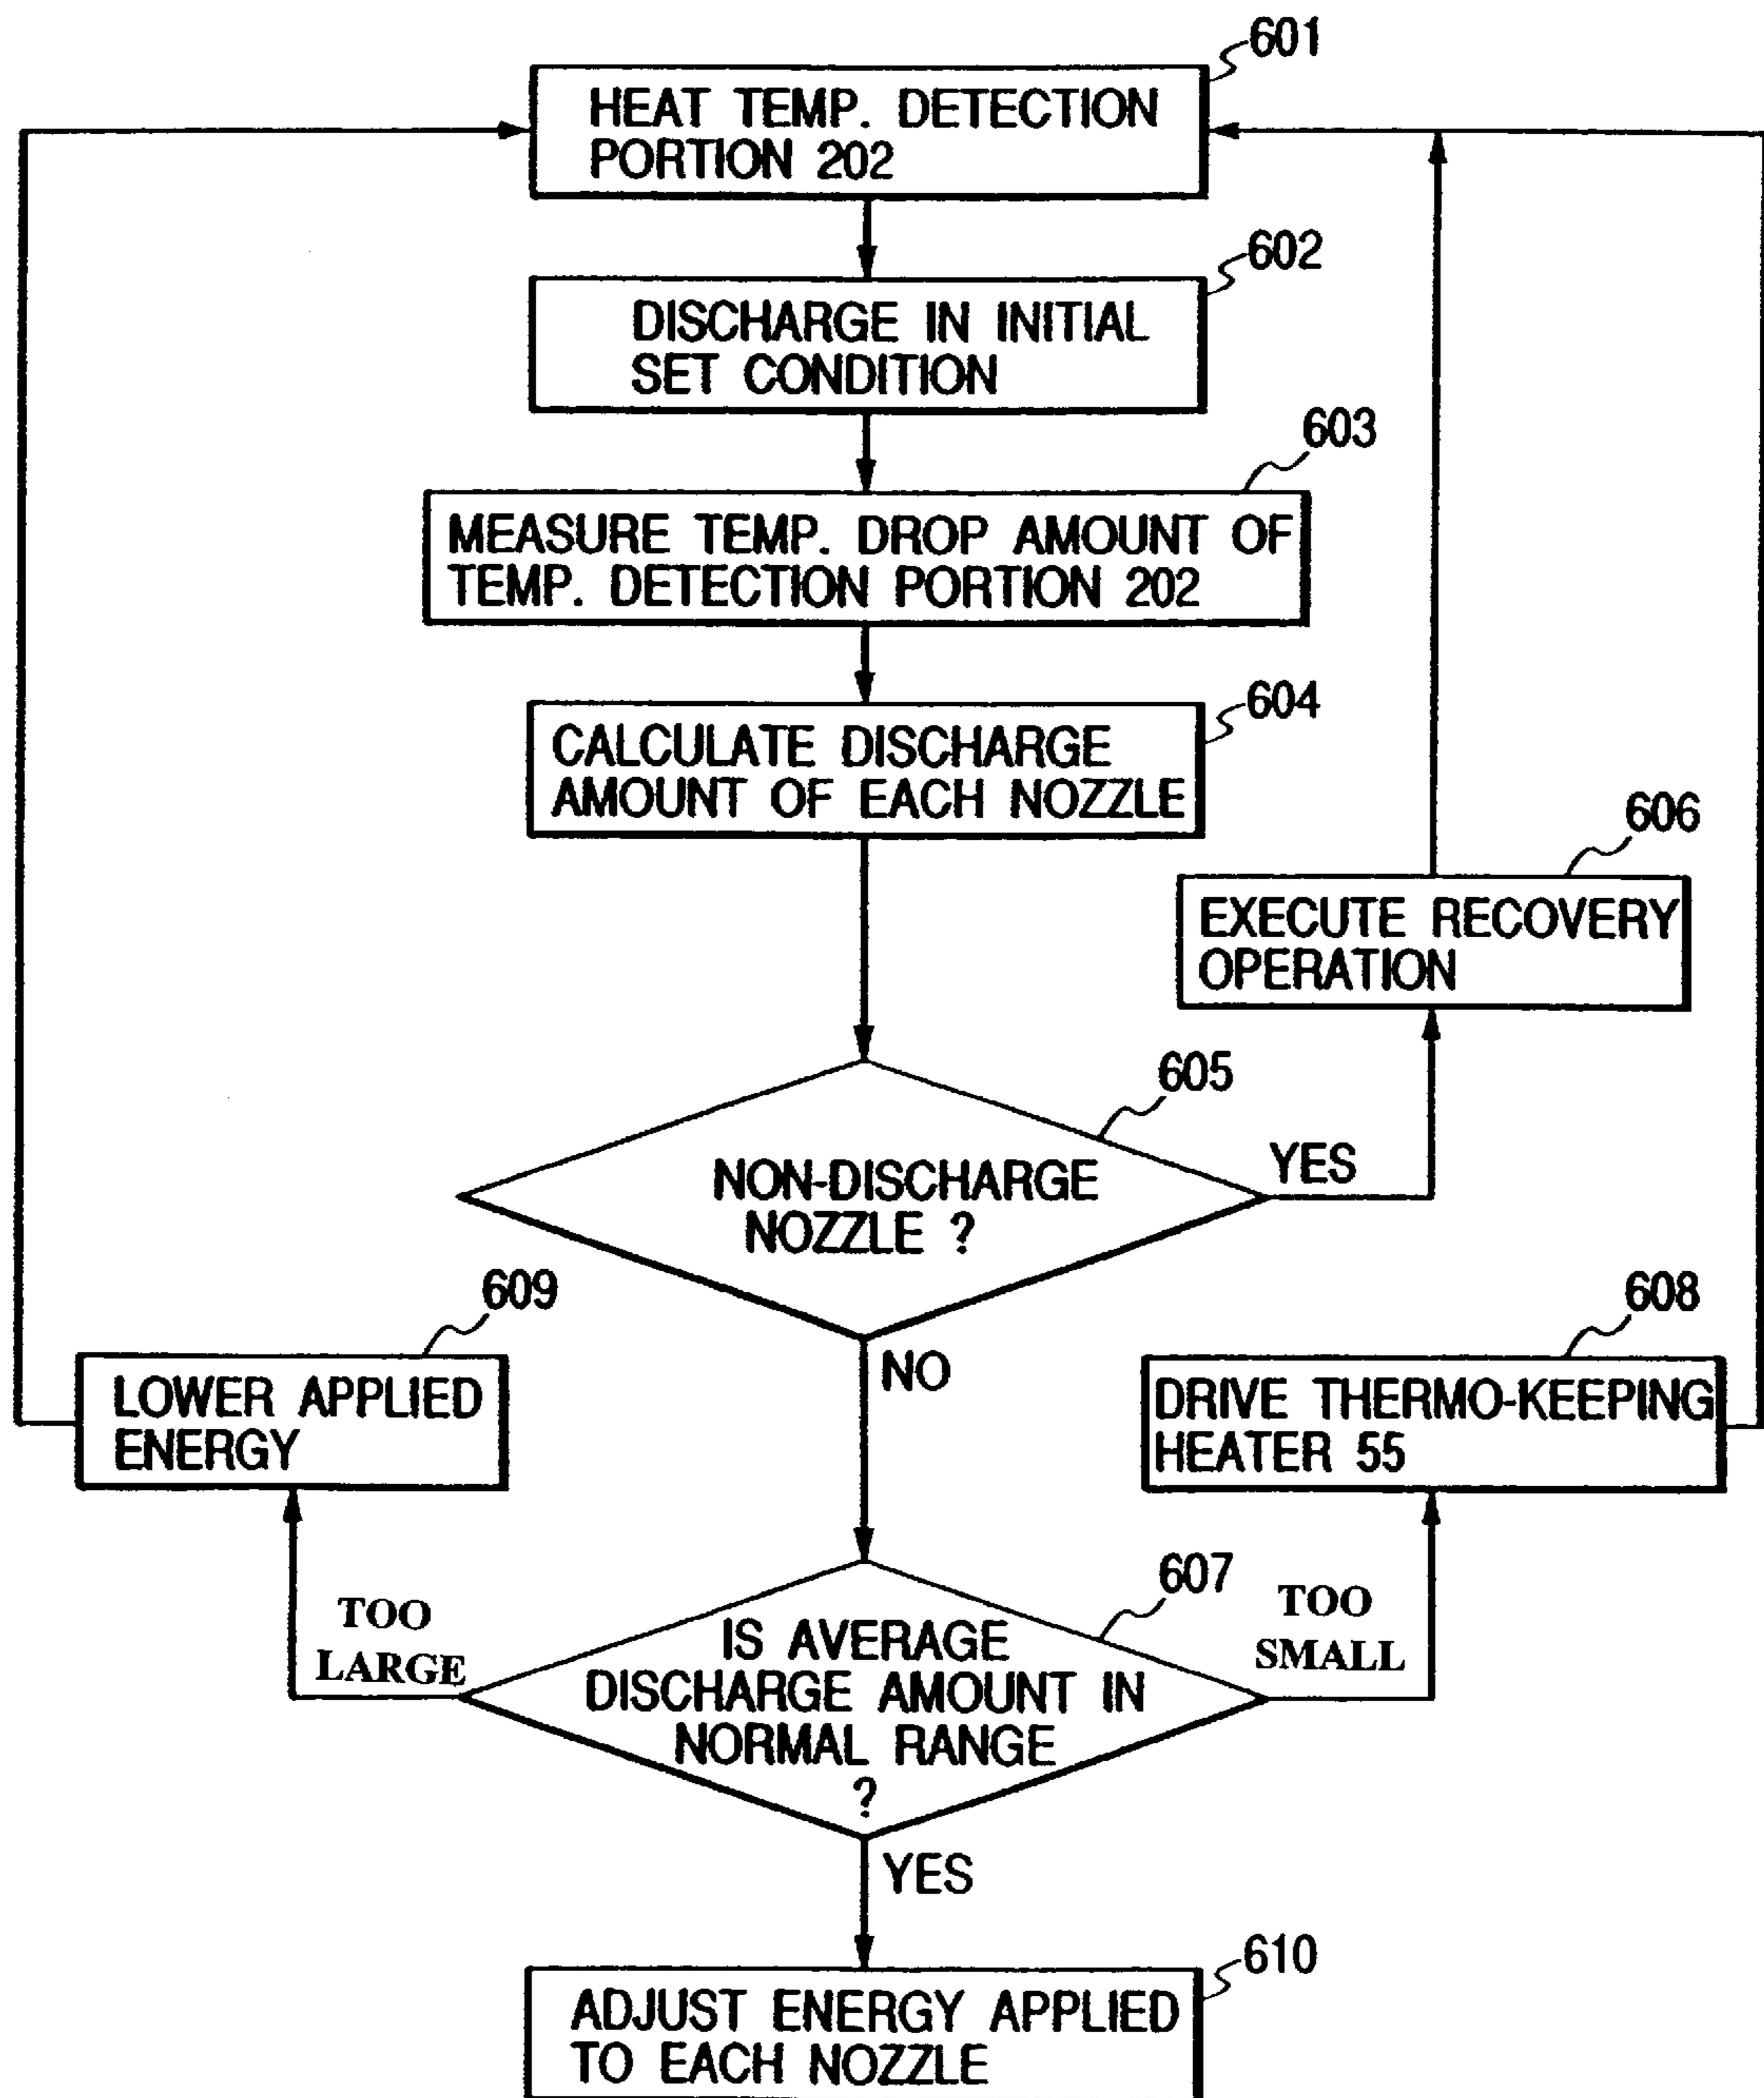 601
HEAT TEMP. DETECTION
PORTION 202
602
DISCHARGE IN INITIAL
SET CONDITION
603
MEASURE TEMP. DROP AMOUNT OF
TEMP. DETECTION PORTION 202
604
CALCULATE DISCHARGE
AMOUNT OF EACH NOZZLE
606
EXECUTE RECOVERY
OPERATION
605
NON-DISCHARGE
NOZZLE ?
YES
NO
609
LOWER APPLIED
ENERGY
608
DRIVE THERMO-KEEPING
HEATER 55
607
TOO
LARGE
IS AVERAGE
DISCHARGE AMOUNT IN
NORMAL RANGE
?
TOO
SMALL
YES
610
ADJUST ENERGY APPLIED
TO EACH NOZZLE